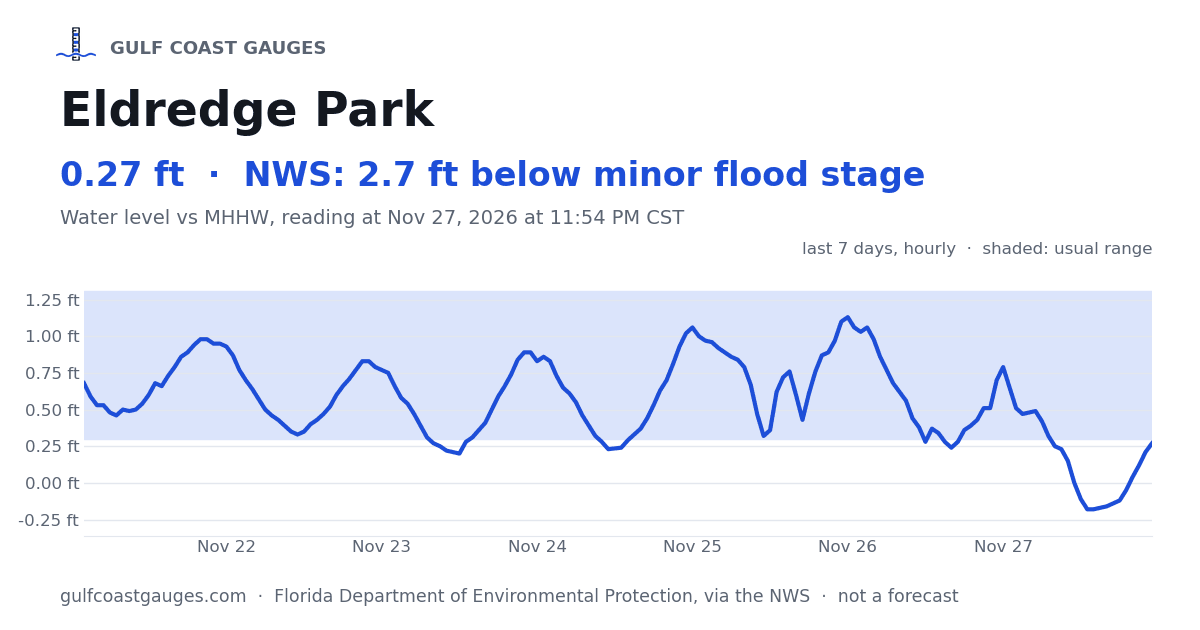 GULF COAST GAUGES
Eldredge Park
0.27 ft · NWS: 2.7 ft below minor flood stage
Water level vs MHHW, reading at Nov 27, 2026 at 11:54 PM CST
last 7 days, hourly · shaded: usual range
1.25 ft
1.00 ft
0.75 ft
0.50 ft
0.25 ft
0.00 ft
-0.25 ft
Nov 22 Nov 23 Nov 24 Nov 25 Nov 26 Nov 27
gulfcoastgauges.com · Florida Department of Environmental Protection, via the NWS · not a forecast